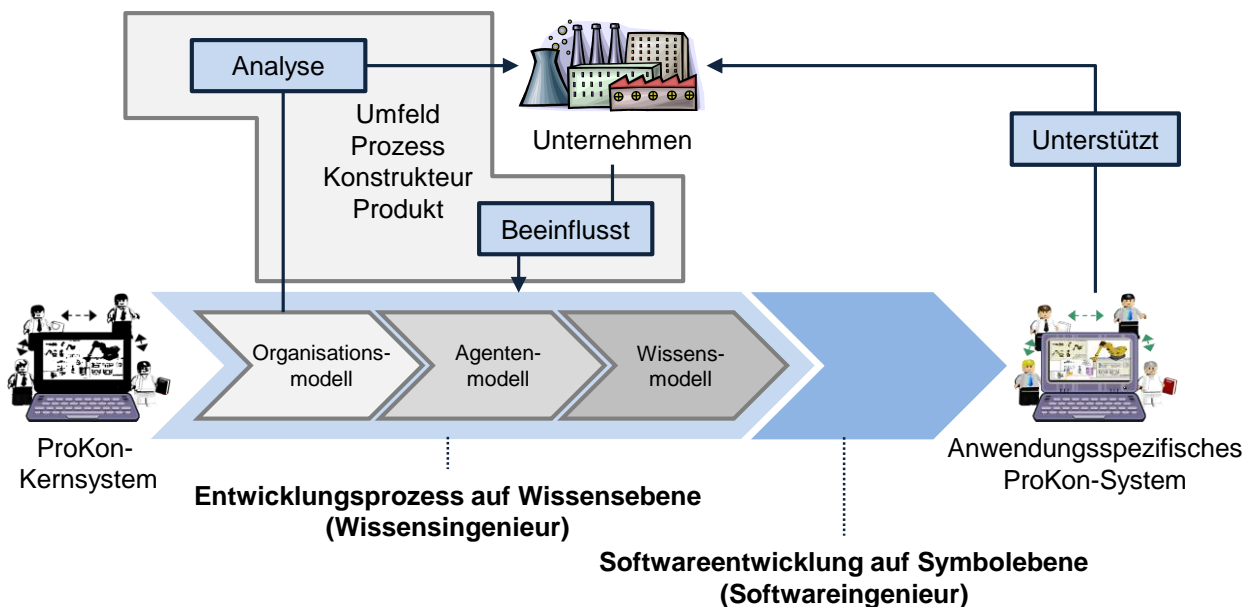 Analyse
Umfeld
Prozess
Konstrukteur
Produkt
Unternehmen
Unterstützt
Beeinflusst
Organisations-
modell
Agenten-
modell
Wissens-
modell
ProKon-
Kernsystem
Anwendungsspezifisches
ProKon-System
Entwicklungsprozess auf Wissensebene
(Wissensingenieur)
Softwareentwicklung auf Symbolebene
(Softwareingenieur)